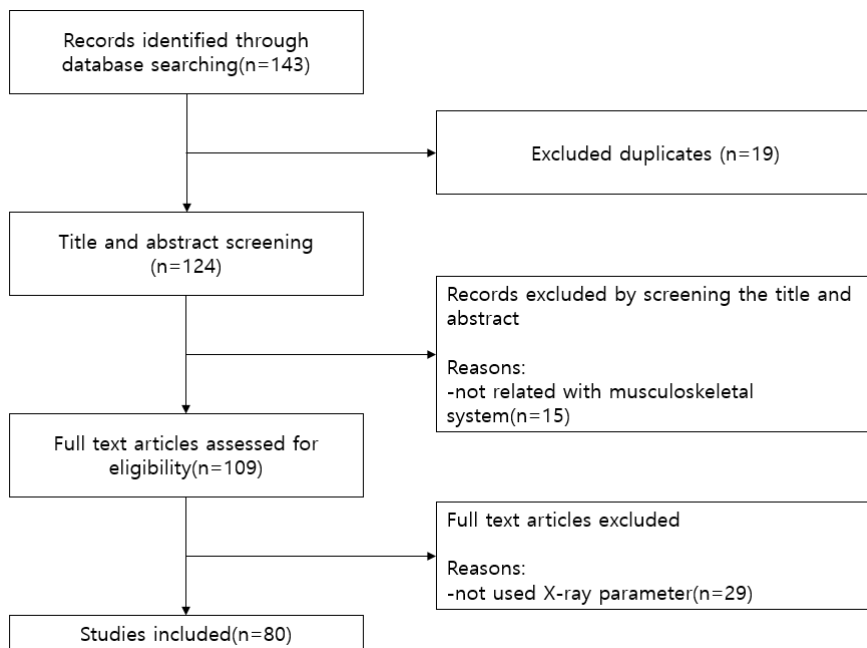 Records identified through
database searching(n=143)
Excluded duplicates (n=19)
Title and abstract screening
(n=124)
Records excluded by screening the title and
abstract
Reasons:
-not related with musculoskeletal
system(n=15)
Full text articles assessed for
eligibility(n=109)
Full text articles excluded
Reasons:
-not used X-ray parameter(n=29)
Studies included(n=80)